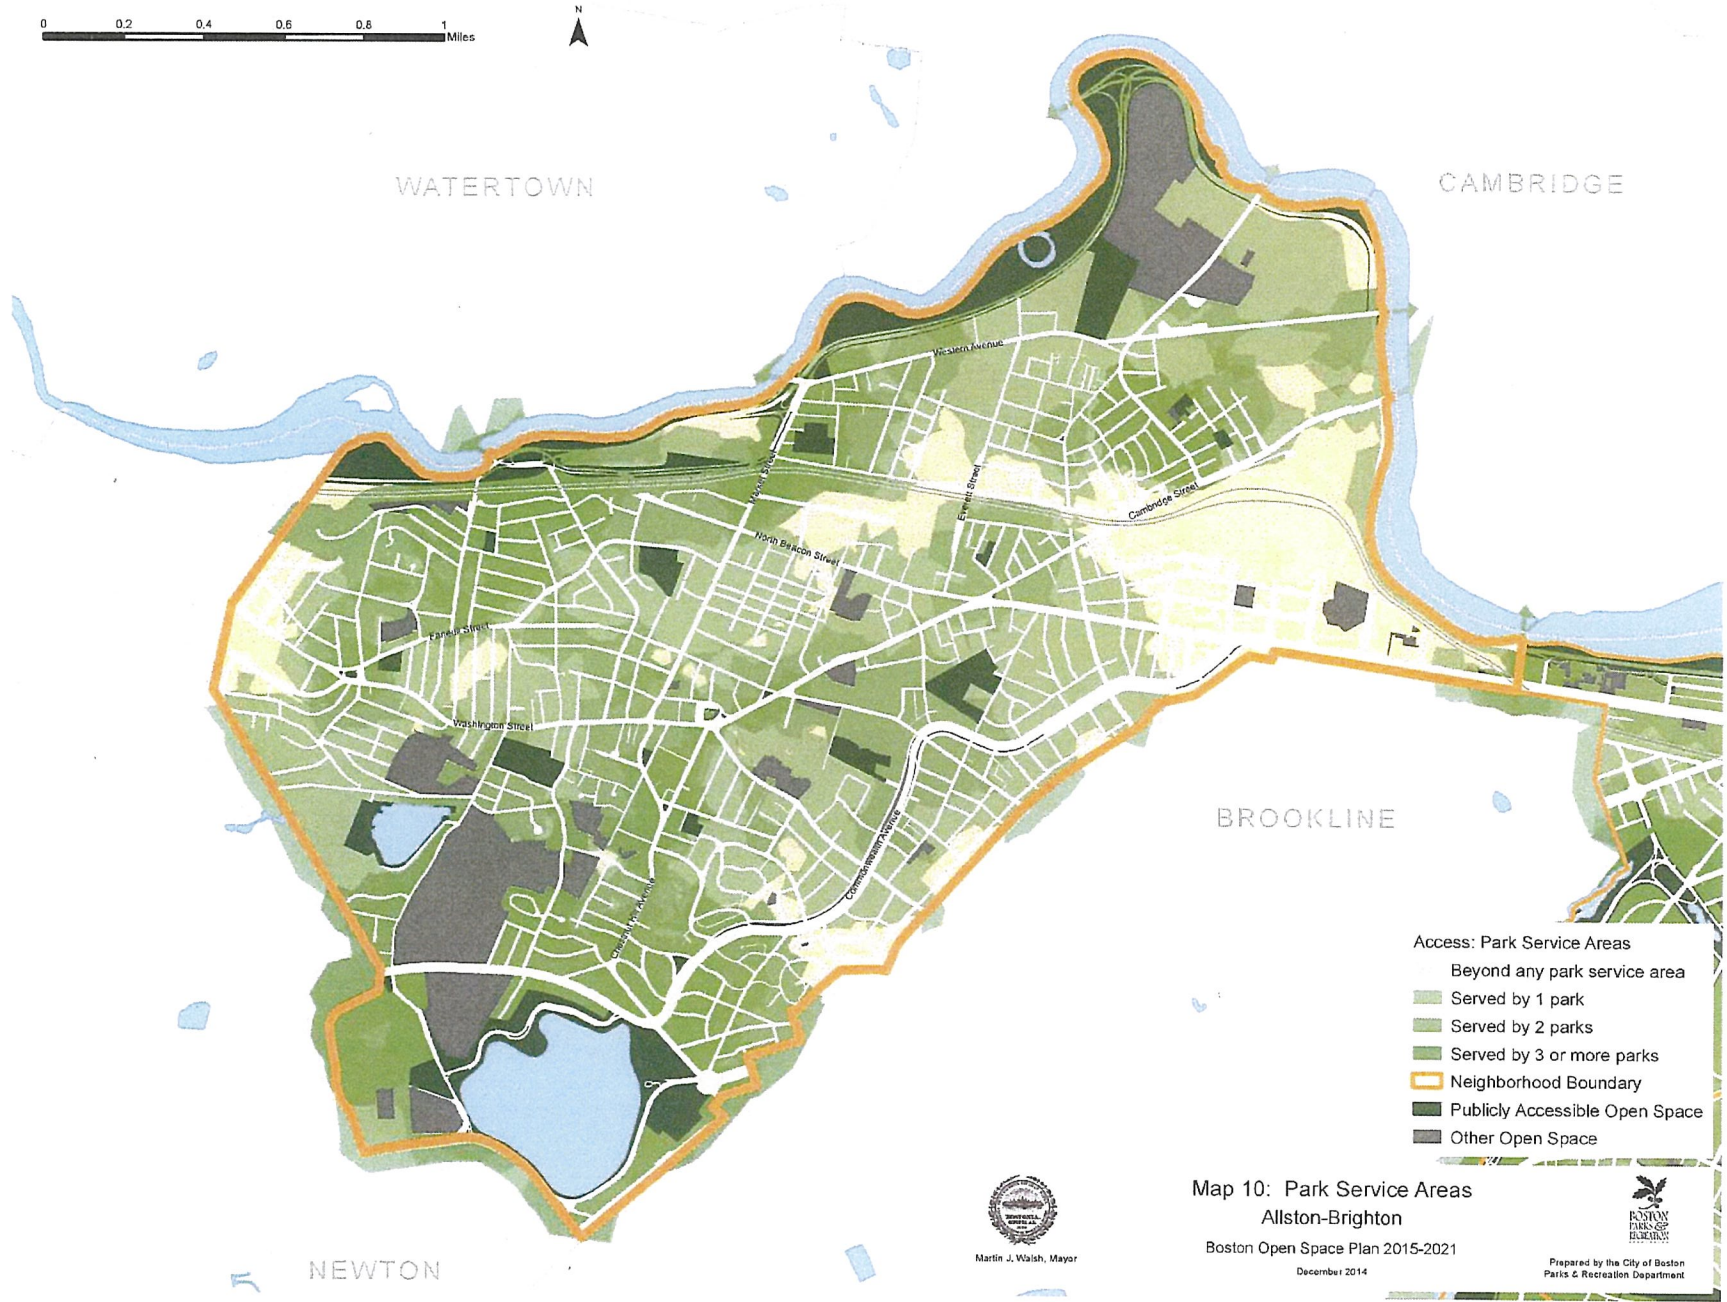 0 0.2 0.4 0.6 0.8 1
Miles
N
WATERTOWN
CAMBRIDGE
Western Avenue
Market Street
Everett Street
Cambridge Street
North Beacon Street
Faneuil Street
Washington Street
BROOKLINE
Commonwealth Avenue
Chestnut Hill Avenue
NEWTON
Access: Park Service Areas
Beyond any park service area
Served by 1 park
Served by 2 parks
Served by 3 or more parks
Neighborhood Boundary
Publicly Accessible Open Space
Other Open Space
Martin J. Walsh, Mayor
Map 10: Park Service Areas
Allston-Brighton
Boston Open Space Plan 2015-2021
December 2014
BOSTON
PARKS &
RECREATION
Prepared by the City of Boston
Parks & Recreation Department